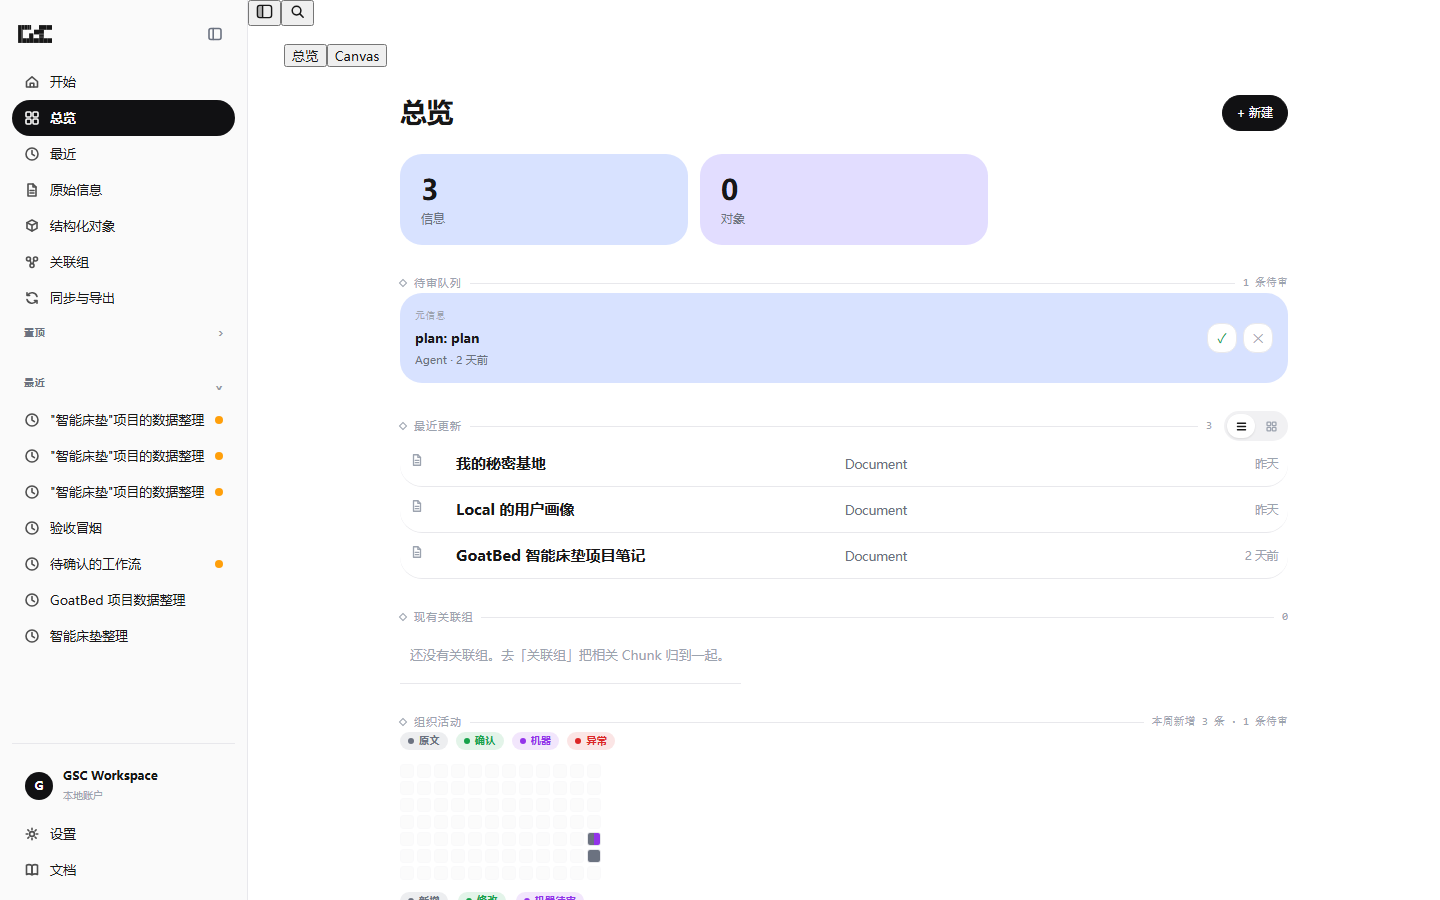 GSC
开始
总览
最近
原始信息
结构化对象
关联组
同步与导出
置顶
最近
"智能床垫"项目的数据整理
"智能床垫"项目的数据整理
"智能床垫"项目的数据整理
验收冒烟
待确认的工作流
GoatBed 项目数据整理
智能床垫整理
G
GSC Workspace
本地账户
设置
文档
总览 Canvas
总览
+ 新建
3
信息
0
对象
待审队列
1 条待审
元信息
plan: plan
Agent · 2 天前
最近更新
3
我的秘密基地 Document 昨天
Local 的用户画像 Document 昨天
GoatBed 智能床垫项目笔记 Document 2 天前
现有关联组
0
还没有关联组。去「关联组」把相关 Chunk 归到一起。
组织活动
本周新增 3 条 · 1 条待审
原文 确认 机器 异常
新增 修改 机器待审